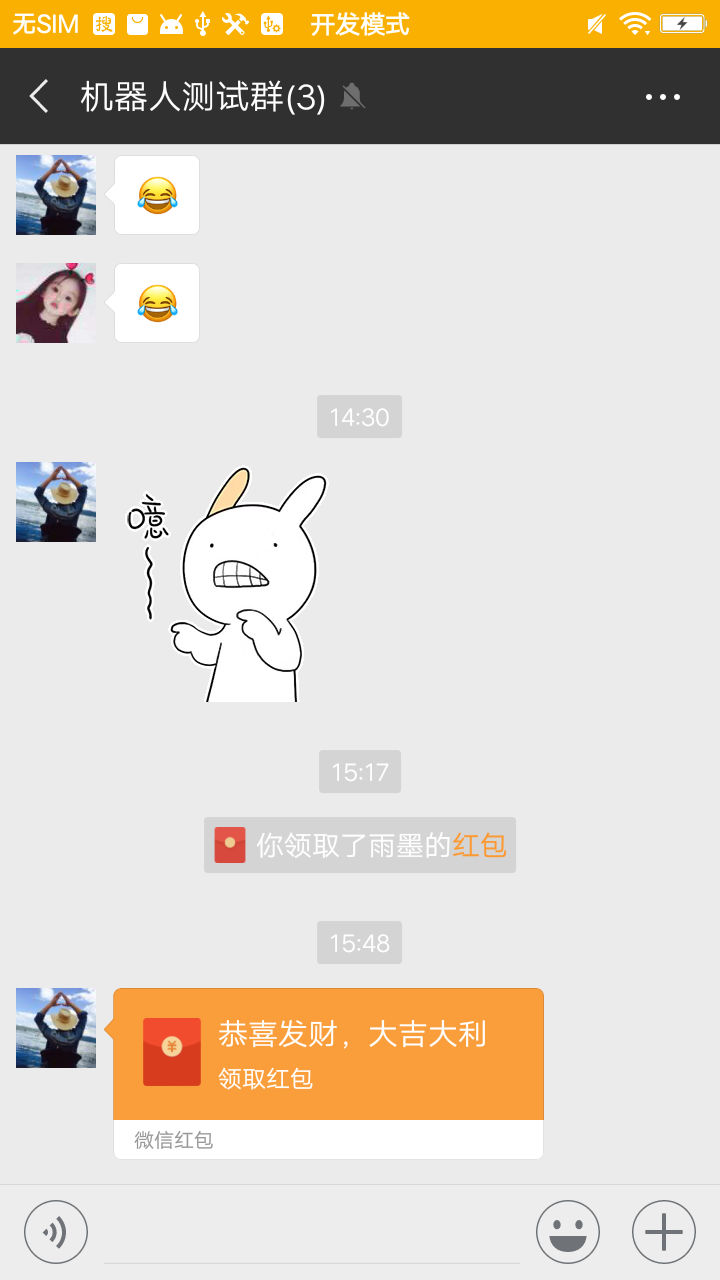 无SIM 搜 开发模式
机器人测试群(3)
14:30
噫
15:17
你领取了雨墨的红包
15:48
¥
恭喜发财，大吉大利
领取红包
微信红包